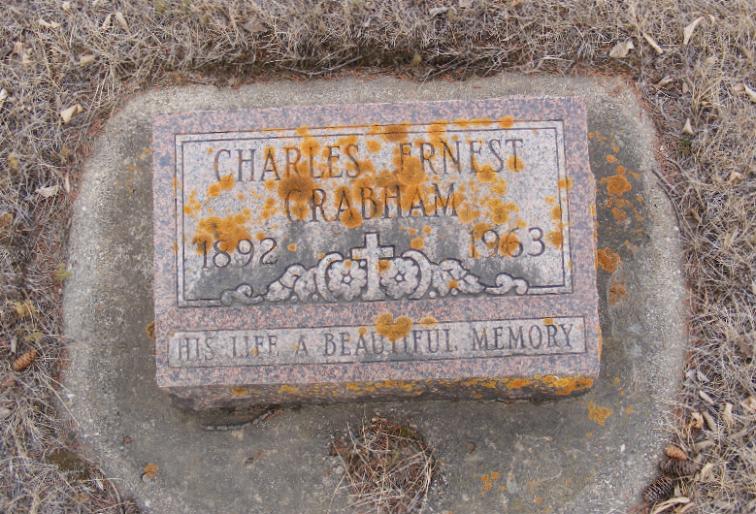 CHARLES ERNEST
GRABHAM
1892 1963
HIS LIFE A BEAUTIFUL MEMORY